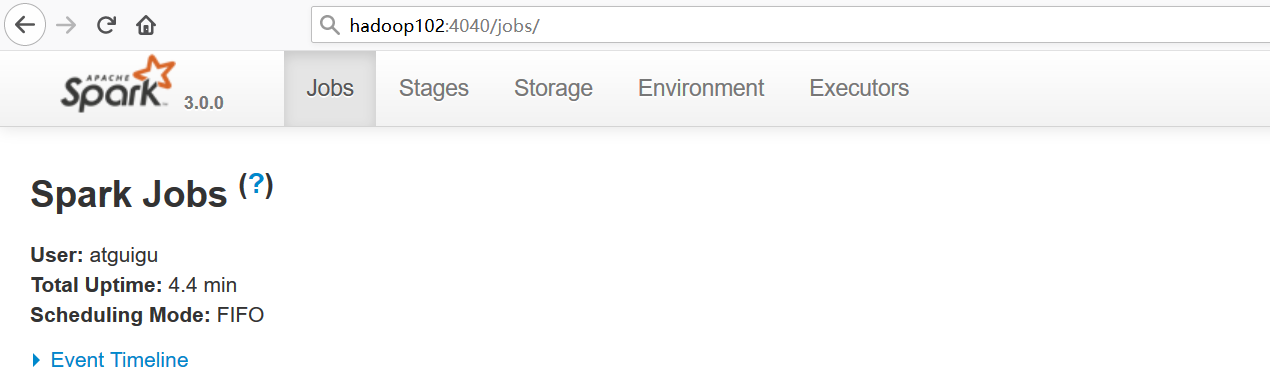 hadoop102:4040/jobs/
APACHE
Spark 3.0.0 Jobs Stages Storage Environment Executors
Spark Jobs (?)
User: atguigu
Total Uptime: 4.4 min
Scheduling Mode: FIFO
Event Timeline